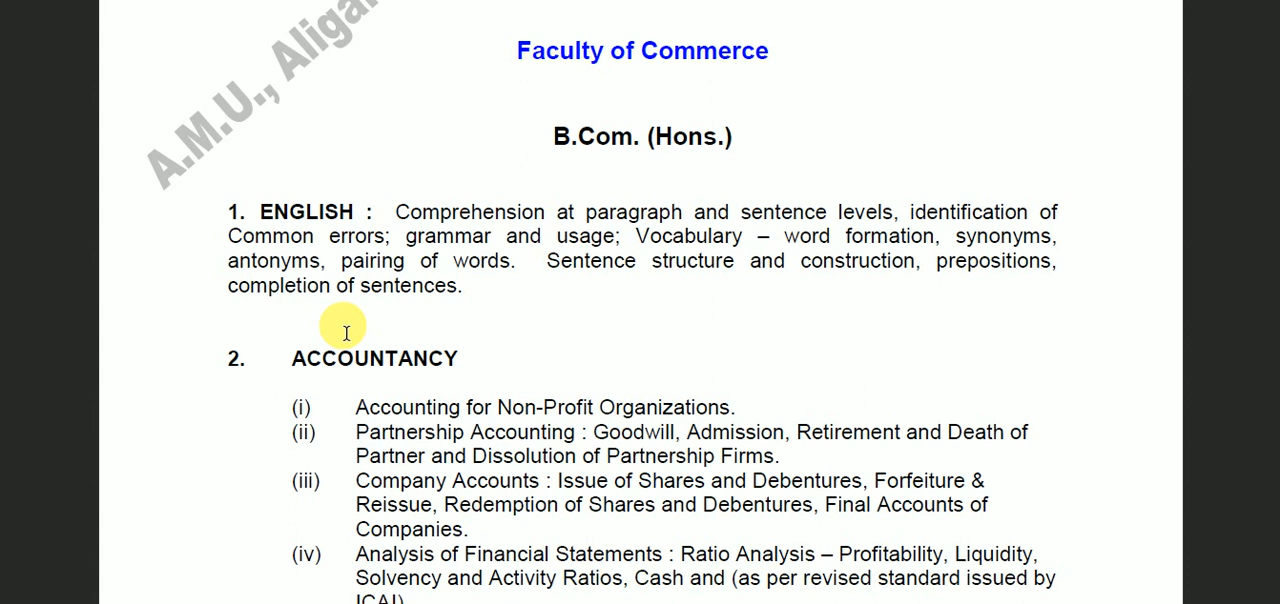 A.M.U., Aligar
Faculty of Commerce
B.Com. (Hons.)
1. ENGLISH : Comprehension at paragraph and sentence levels, identification of
Common errors; grammar and usage; Vocabulary – word formation, synonyms,
antonyms, pairing of words. Sentence structure and construction, prepositions,
completion of sentences.
2. ACCOUNTANCY
(i) Accounting for Non-Profit Organizations.
(ii) Partnership Accounting : Goodwill, Admission, Retirement and Death of
Partner and Dissolution of Partnership Firms.
(iii) Company Accounts : Issue of Shares and Debentures, Forfeiture &
Reissue, Redemption of Shares and Debentures, Final Accounts of
Companies.
(iv) Analysis of Financial Statements : Ratio Analysis – Profitability, Liquidity,
Solvency and Activity Ratios, Cash and (as per revised standard issued by
ICAI)